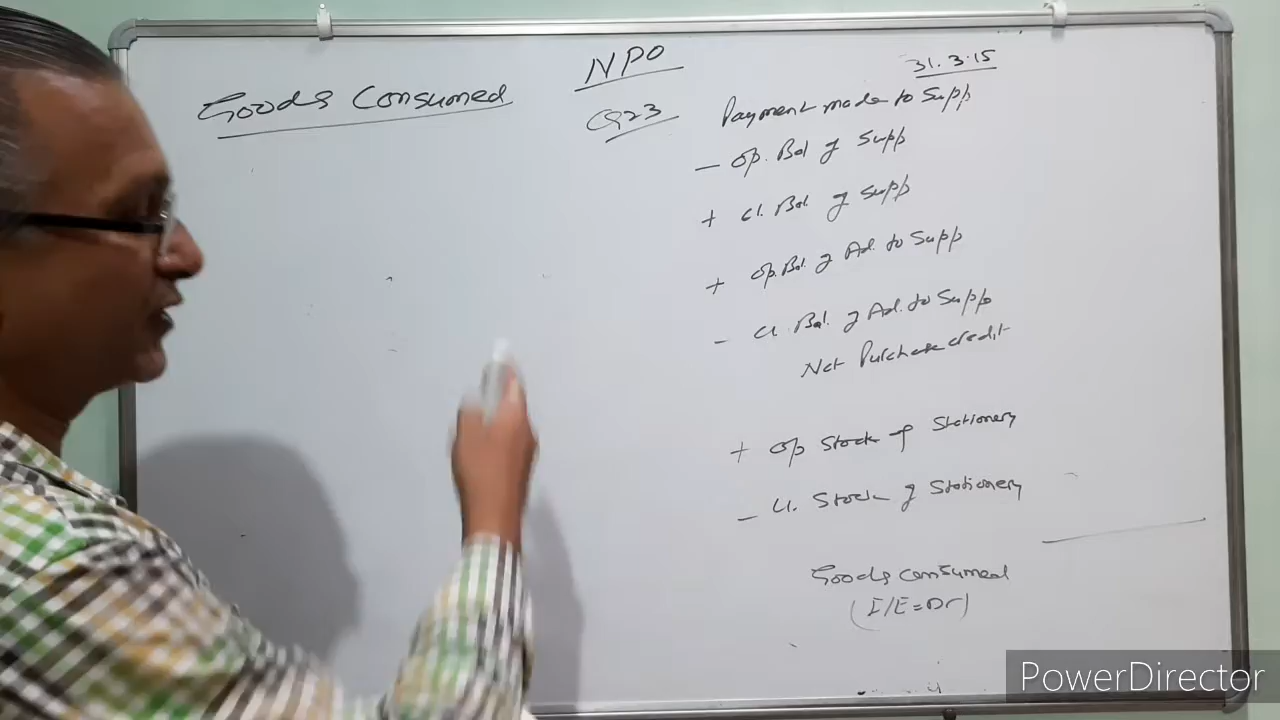 NPO
31.3.15
Goods Consumed
Q23
Payment made to Supp
- Op. Bal of Supp
+ Cl. Bal. of Supp
+ Op. Bal. of Ad. to Supp
- Cl. Bal. of Ad. to Supp
Net Purchase credit
+ Op Stock of Stationery
- Cl. Stock of Stationery
Goods consumed
(I/E = Dr)
PowerDirector